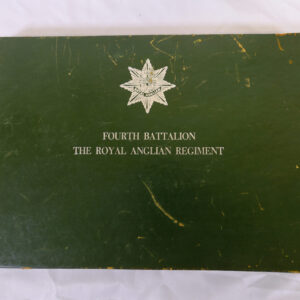 FOURTH BATTALION
THE ROYAL ANGLIAN REGIMENT